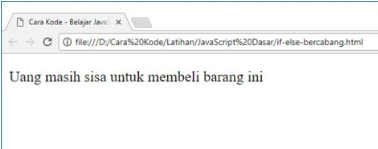 Cara Kode - Belajar Java
file:///D:/Cara%20Kode/Latihan/JavaScript%20Dasar/if-else-bercabang.html
Uang masih sisa untuk membeli barang ini